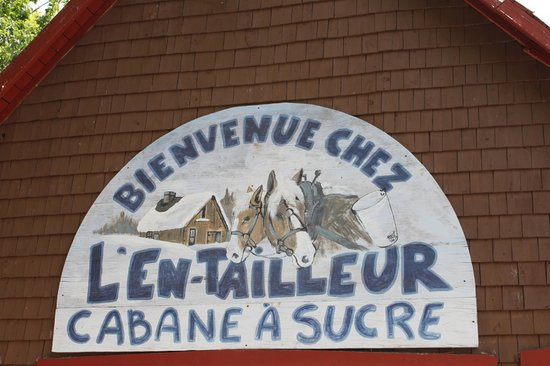 BIENVENUE CHEZ
L'EN-TAILLEUR
CABANE À SUCRE